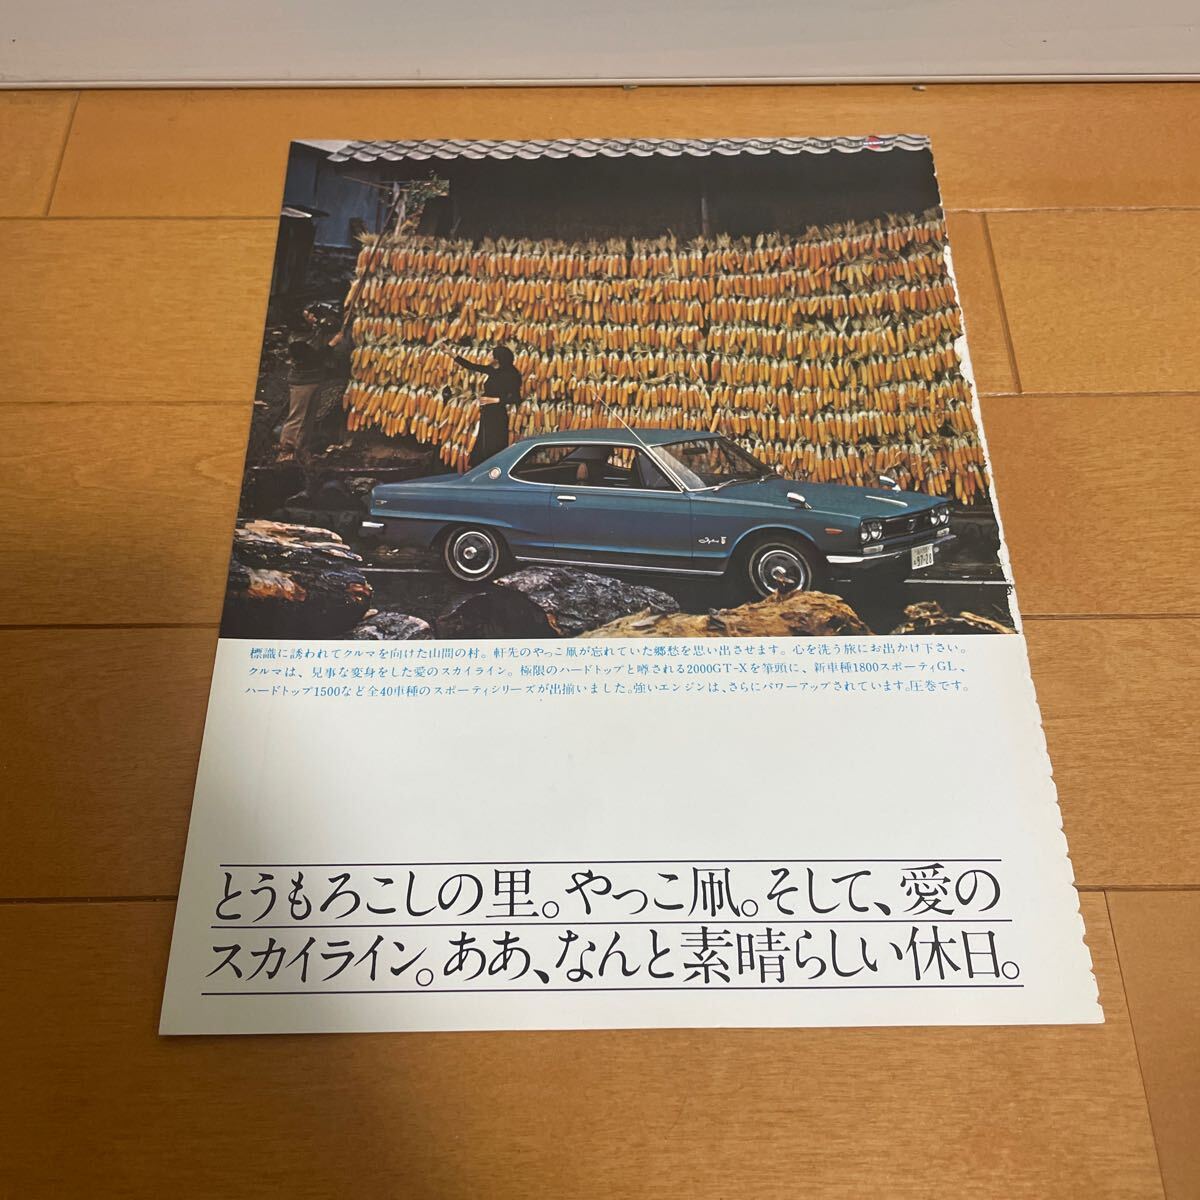 標識に誘われてクルマを向けた山間の村。軒先のやっこ凧が忘れていた郷愁を思い出させます。心を洗う旅にお出かけ下さい。
クルマは、見事な変身をした愛のスカイライン。極限のハードトップと噂される2000GT-Xを筆頭に、新車種1800スポーティGL、
ハードトップ1500など全40車種のスポーティシリーズが出揃いました。強いエンジンは、さらにパワーアップされています。圧巻です。
とうもろこしの里。やっこ凧。そして、愛の
スカイライン。ああ、なんと素晴らしい休日。